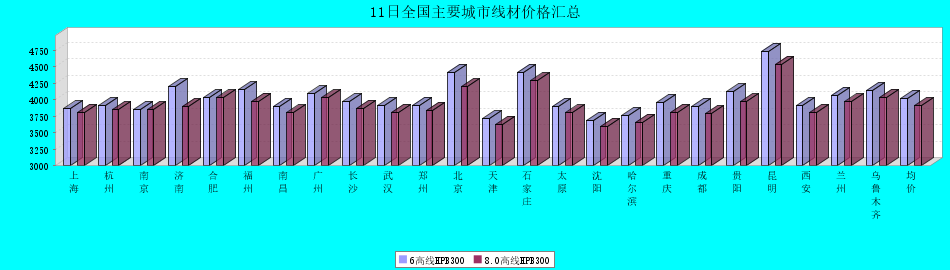 11日全国主要城市线材价格汇总
4750
4500
4250
4000
3750
3500
3250
3000
上海 杭州 南京 济南 合肥 福州 南昌 广州 长沙 武汉 郑州 北京 天津 石家庄 太原 沈阳 哈尔滨 重庆 成都 贵阳 昆明 西安 兰州 乌鲁木齐 均价
6高线HPB300 8.0高线HPB300